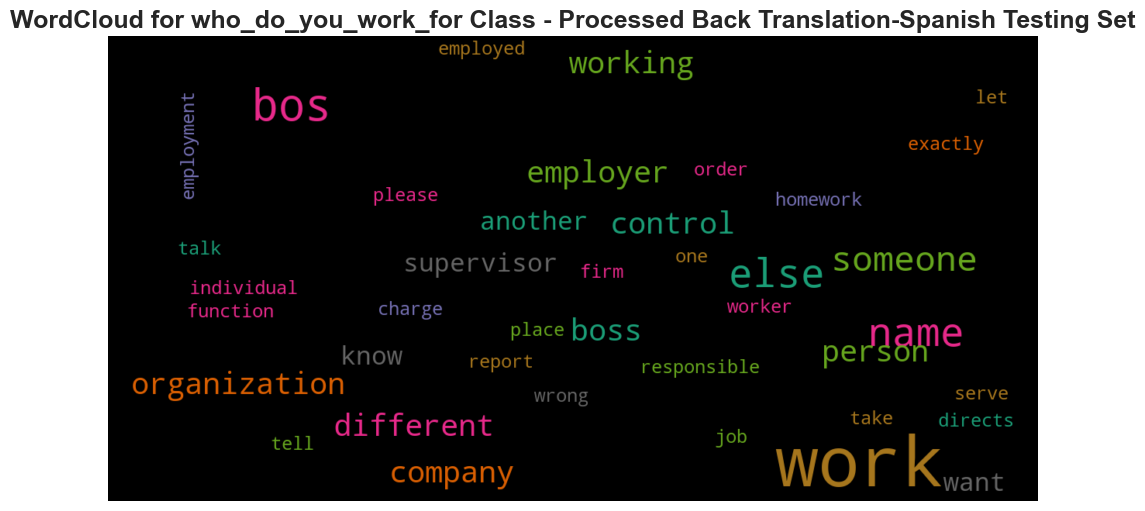 WordCloud for who_do_you_work_for Class - Processed Back Translation-Spanish Testing Set
employed
working
let
bos
employment
exactly
employer
order
please
homework
another
control
talk
supervisor
firm
one
else
someone
individual
function
charge
worker
place
boss
name
person
know
report
responsible
organization
wrong
serve
different
take
directs
tell
job
company
work
want